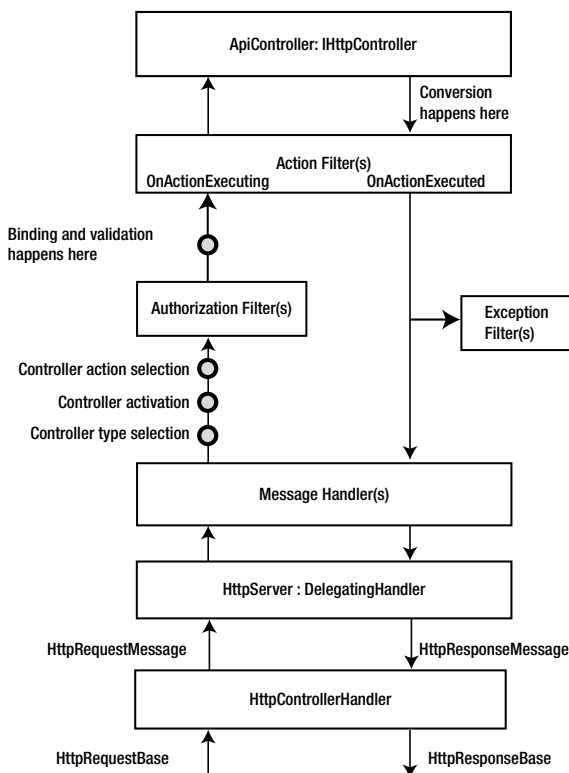 ApiController: IHttpController
Conversion
happens here
Action Filter(s)
OnActionExecuting
OnActionExecuted
Binding and validation
happens here
Authorization Filter(s)
Exception
Filter(s)
Controller action selection
Controller activation
Controller type selection
Message Handler(s)
HttpServer : DelegatingHandler
HttpRequestMessage
HttpResponseMessage
HttpControllerHandler
HttpRequestBase
HttpResponseBase